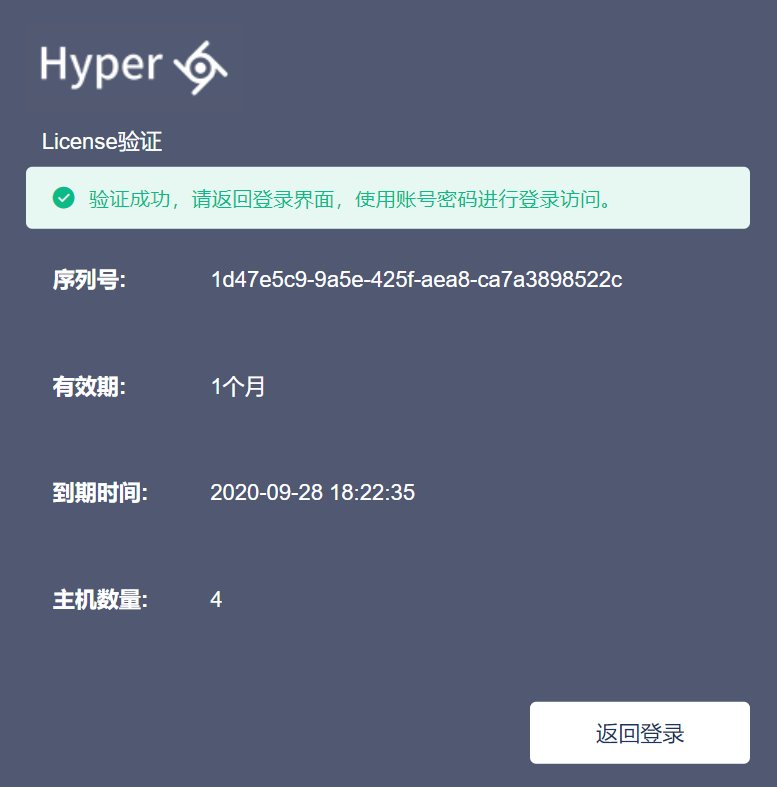 Hyper
License验证
验证成功，请返回登录界面，使用账号密码进行登录访问。
序列号: 1d47e5c9-9a5e-425f-aea8-ca7a3898522c
有效期: 1个月
到期时间: 2020-09-28 18:22:35
主机数量: 4
返回登录